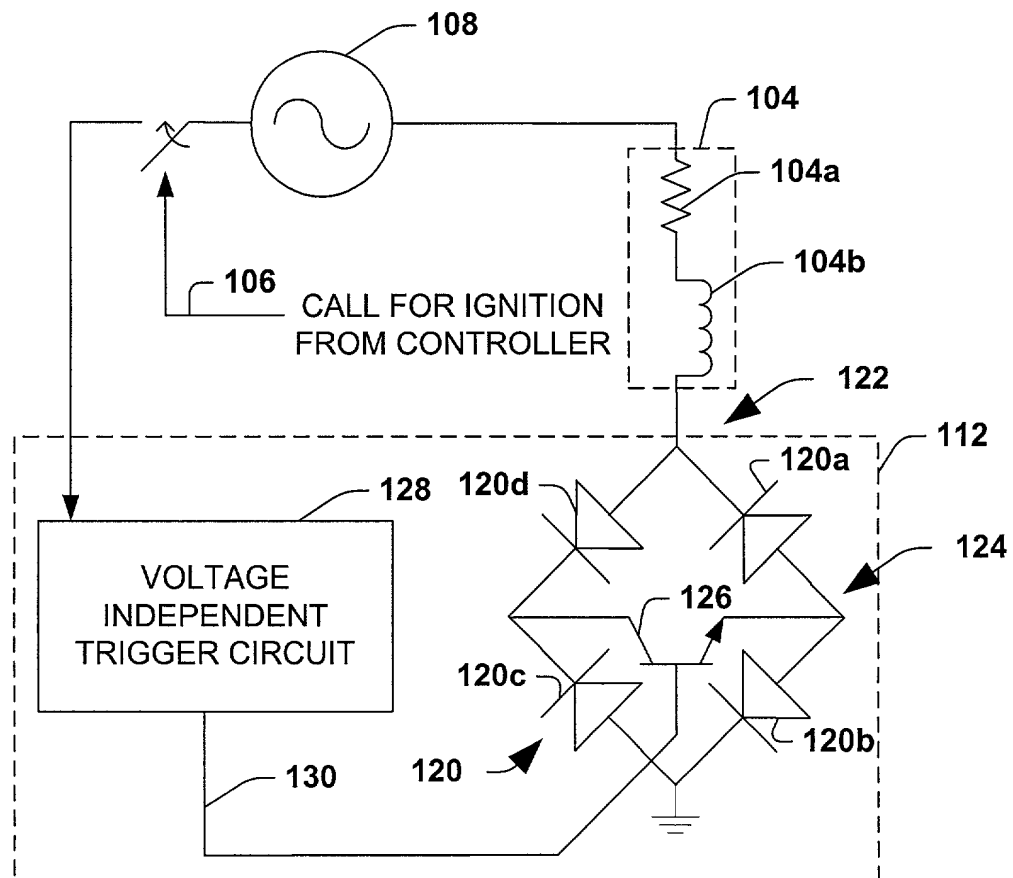 108
104
104a
104b
106
CALL FOR IGNITION
FROM CONTROLLER
122
112
120a
120d
128
124
VOLTAGE
INDEPENDENT
TRIGGER CIRCUIT
126
120c
120
120b
130